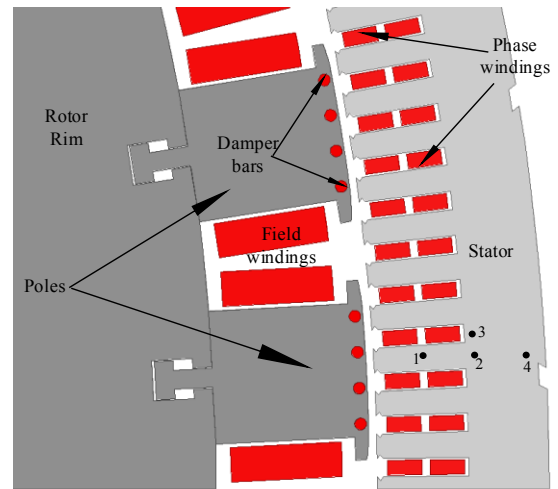 Phase
windings
Rotor
Rim
Damper
bars
Field
windings
Stator
Poles
3
1
2
4